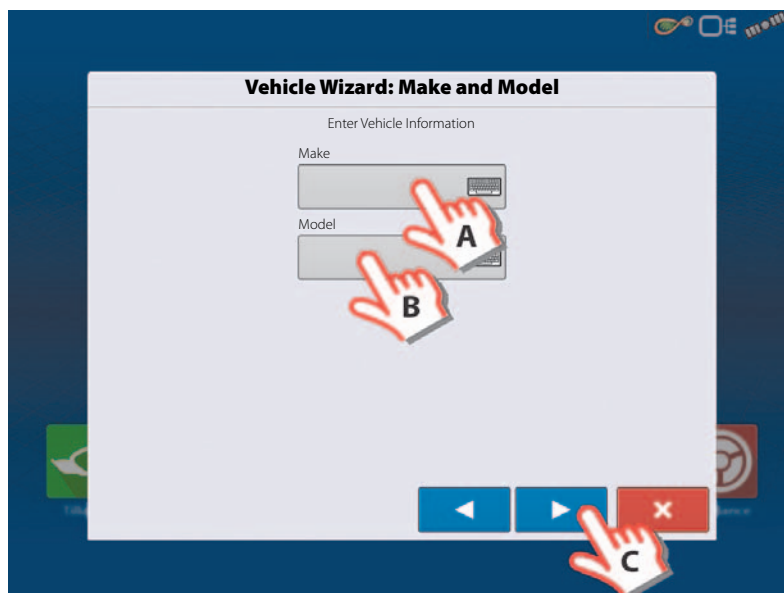 Vehicle Wizard: Make and Model
Enter Vehicle Information
Make
A
Model
B
C